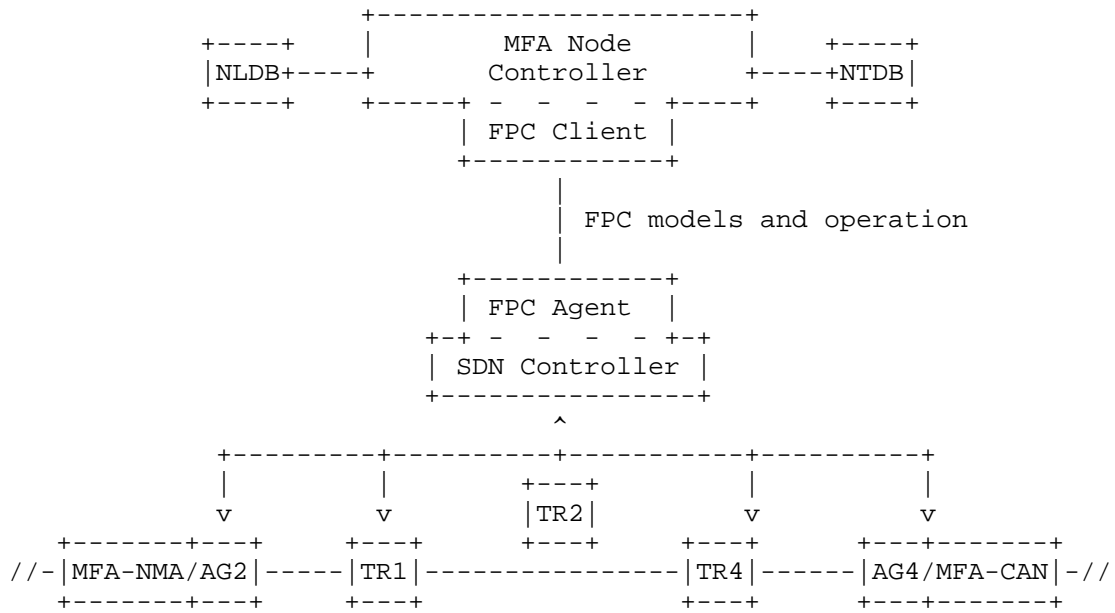 MFA Node
NLDB Controller NTDB
FPC Client
FPC models and operation
FPC Agent
SDN Controller
TR2
MFA-NMA/AG2 TR1 TR4 AG4/MFA-CAN